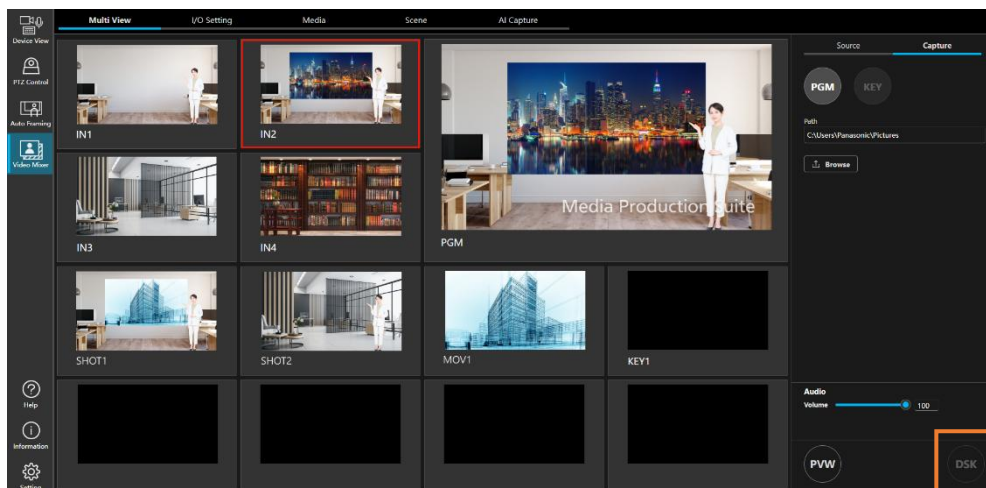 Multi View I/O Setting Media Scene AI Capture
Device View
PTZ Control
Auto Framing
Video Mixer
Help
Information
Setting
IN1
IN2
Media Production Suite
PGM
IN3
IN4
SHOT1
SHOT2
MOV1
KEY1
Source Capture
PGM KEY
Path
C:\Users\Panasonic\Pictures
Browse
Audio
Volume 100
PVW DSK